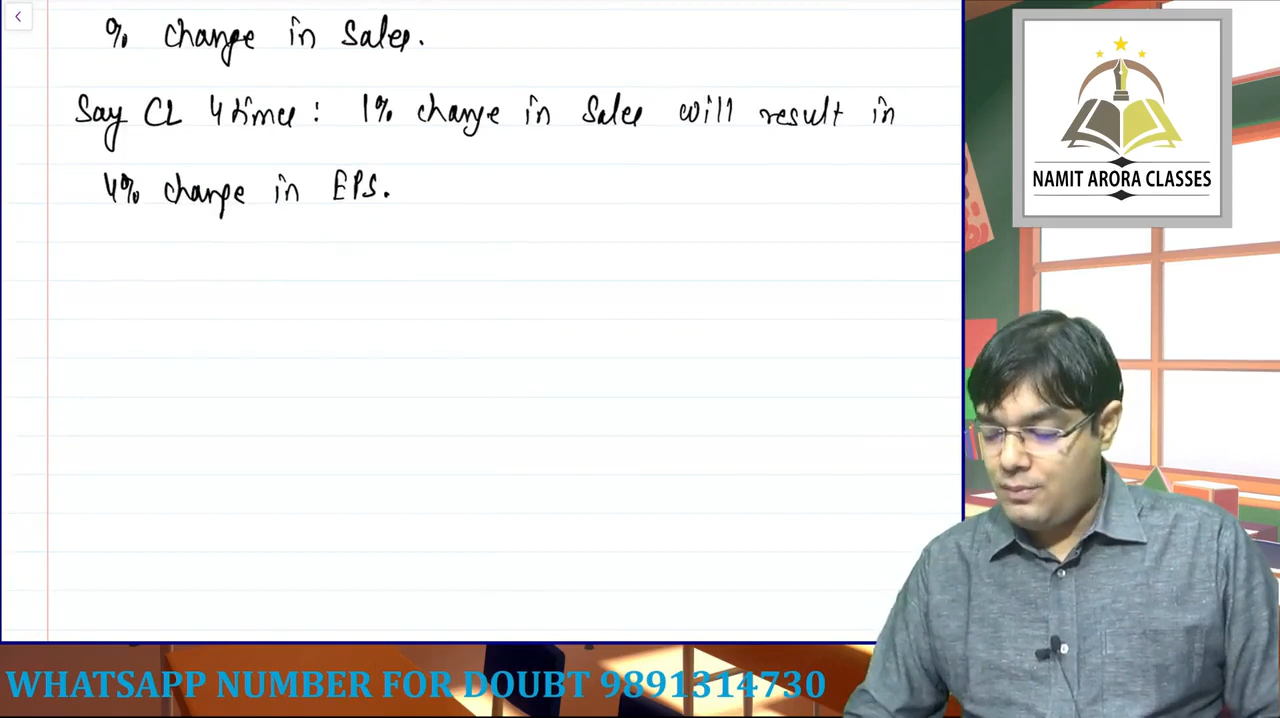 % change in Sales.
Say CL 4 times : 1% change in Sales will result in
4% change in EPS.
NAMIT ARORA CLASSES
WHATSAPP NUMBER FOR DOUBT 9891314730